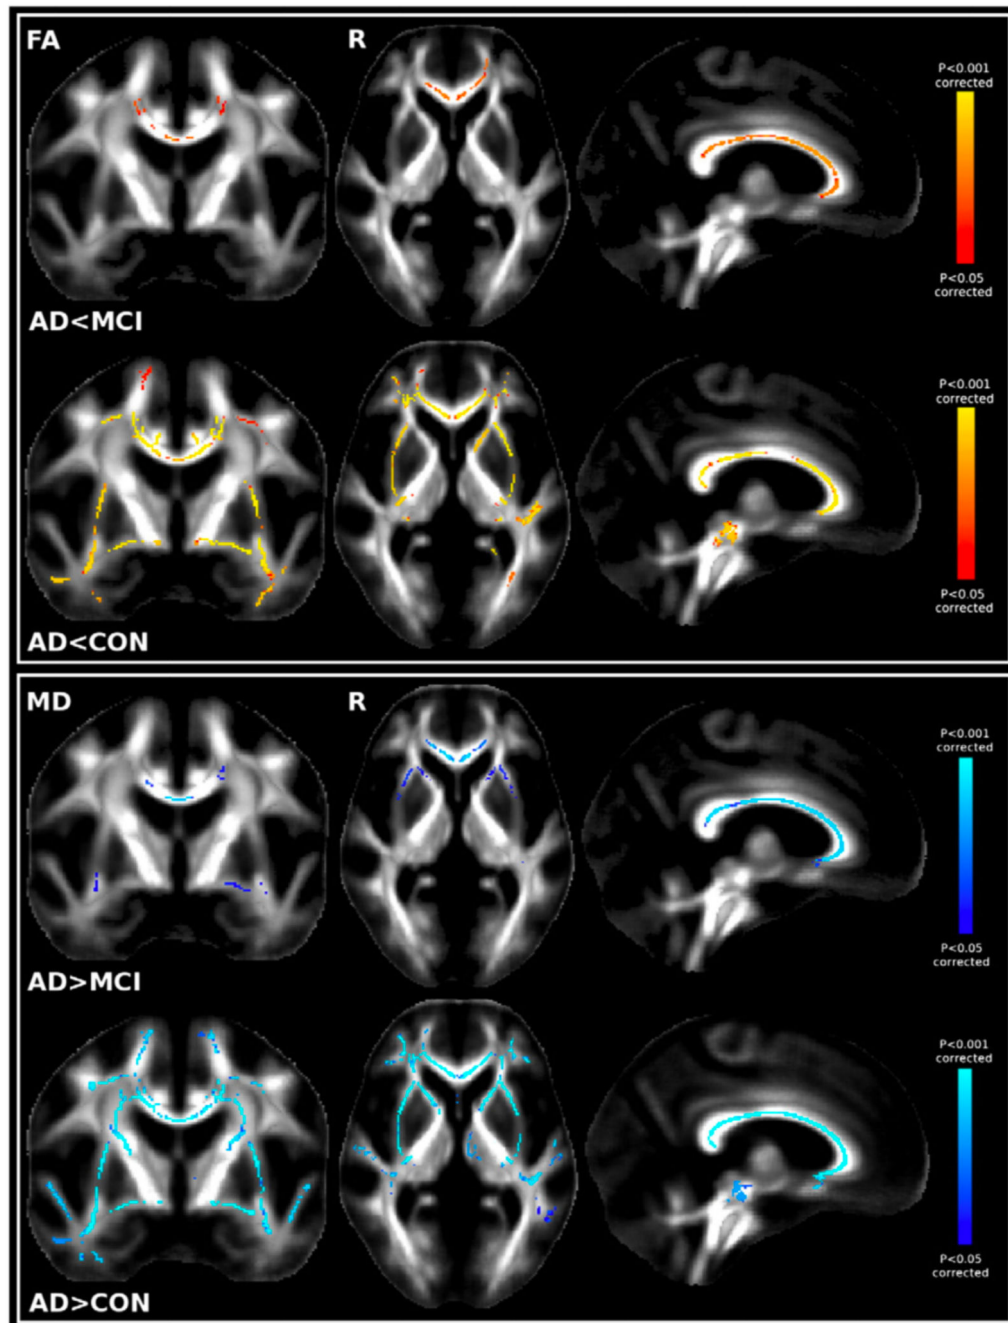 FA
R
P<0.001
corrected
P<0.05
corrected
AD<MCI
P<0.001
corrected
P<0.05
corrected
AD<CON
MD
R
P<0.001
corrected
P<0.05
corrected
AD>MCI
P<0.001
corrected
P<0.05
corrected
AD>CON